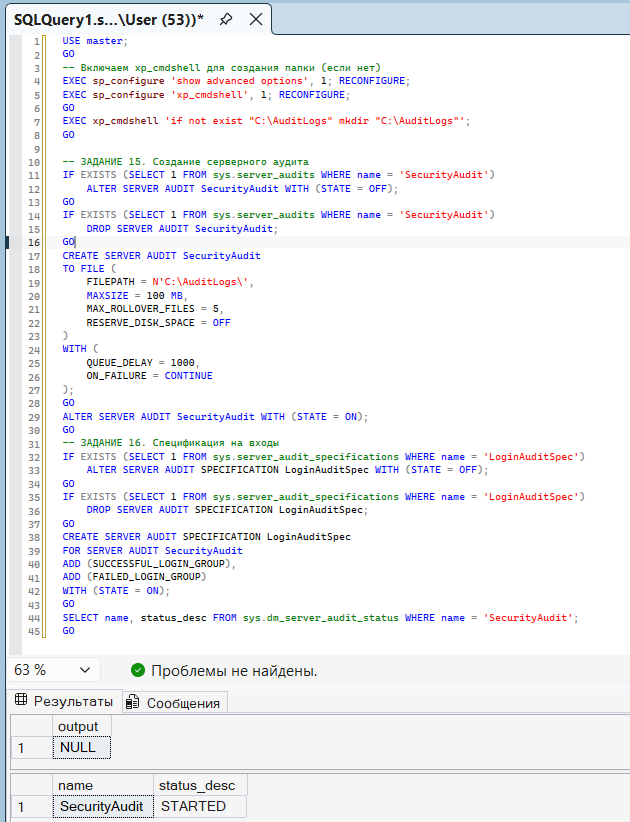 SQLQuery1.s...\User (53))*
1 USE master;
2 GO
3 -- Включаем xp_cmdshell для создания папки (если нет)
4 EXEC sp_configure 'show advanced options', 1; RECONFIGURE;
5 EXEC sp_configure 'xp_cmdshell', 1; RECONFIGURE;
6 GO
7 EXEC xp_cmdshell 'if not exist "C:\AuditLogs" mkdir "C:\AuditLogs"';
8 GO
9
10 -- ЗАДАНИЕ 15. Создание серверного аудита
11 IF EXISTS (SELECT 1 FROM sys.server_audits WHERE name = 'SecurityAudit')
12 ALTER SERVER AUDIT SecurityAudit WITH (STATE = OFF);
13 GO
14 IF EXISTS (SELECT 1 FROM sys.server_audits WHERE name = 'SecurityAudit')
15 DROP SERVER AUDIT SecurityAudit;
16 GO
17 CREATE SERVER AUDIT SecurityAudit
18 TO FILE (
19 FILEPATH = N'C:\AuditLogs\',
20 MAXSIZE = 100 MB,
21 MAX_ROLLOVER_FILES = 5,
22 RESERVE_DISK_SPACE = OFF
23 )
24 WITH (
25 QUEUE_DELAY = 1000,
26 ON_FAILURE = CONTINUE
27 );
28 GO
29 ALTER SERVER AUDIT SecurityAudit WITH (STATE = ON);
30 GO
31 -- ЗАДАНИЕ 16. Спецификация на входы
32 IF EXISTS (SELECT 1 FROM sys.server_audit_specifications WHERE name = 'LoginAuditSpec')
33 ALTER SERVER AUDIT SPECIFICATION LoginAuditSpec WITH (STATE = OFF);
34 GO
35 IF EXISTS (SELECT 1 FROM sys.server_audit_specifications WHERE name = 'LoginAuditSpec')
36 DROP SERVER AUDIT SPECIFICATION LoginAuditSpec;
37 GO
38 CREATE SERVER AUDIT SPECIFICATION LoginAuditSpec
39 FOR SERVER AUDIT SecurityAudit
40 ADD (SUCCESSFUL_LOGIN_GROUP),
41 ADD (FAILED_LOGIN_GROUP)
42 WITH (STATE = ON);
43 GO
44 SELECT name, status_desc FROM sys.dm_server_audit_status WHERE name = 'SecurityAudit';
45 GO
63 % Проблемы не найдены.
Результаты Сообщения
output
1 NULL
name status_desc
1 SecurityAudit STARTED